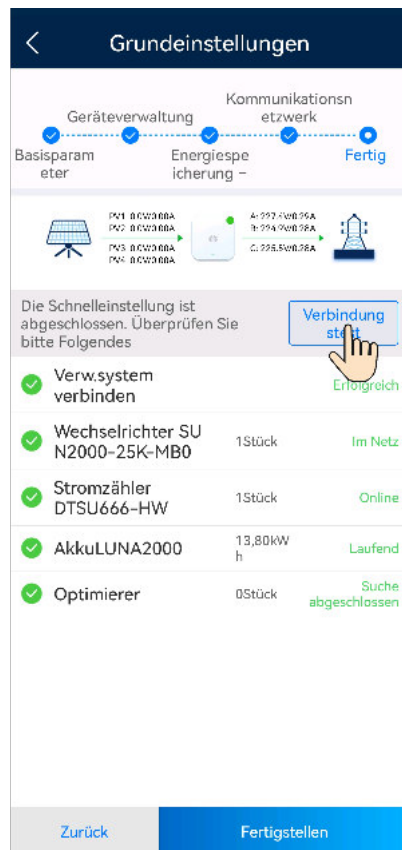 Grundeinstellungen
Kommunikationsn
Geräteverwaltung
etzwerk
Basisparam
eter
Energiespe
icherung –
Fertig
Die Schnelleinstellung ist
abgeschlossen. Überprüfen Sie
bitte Folgendes
Verbindung
Verw.system
verbinden
Erfolgreich
Wechselrichter SU
N2000-25K-MB0
1Stück
Im Netz
Stromzähler
DTSU666-HW
1Stück
Online
AkkuLUNA2000
13,80kW
h
Laufend
Optimierer
0Stück
Suche
abgeschlossen
Zurück
Fertigstellen